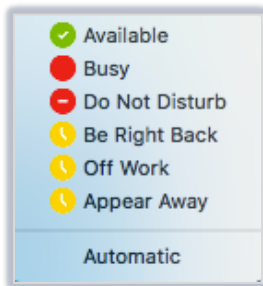 Available
Busy
Do Not Disturb
Be Right Back
Off Work
Appear Away
Automatic